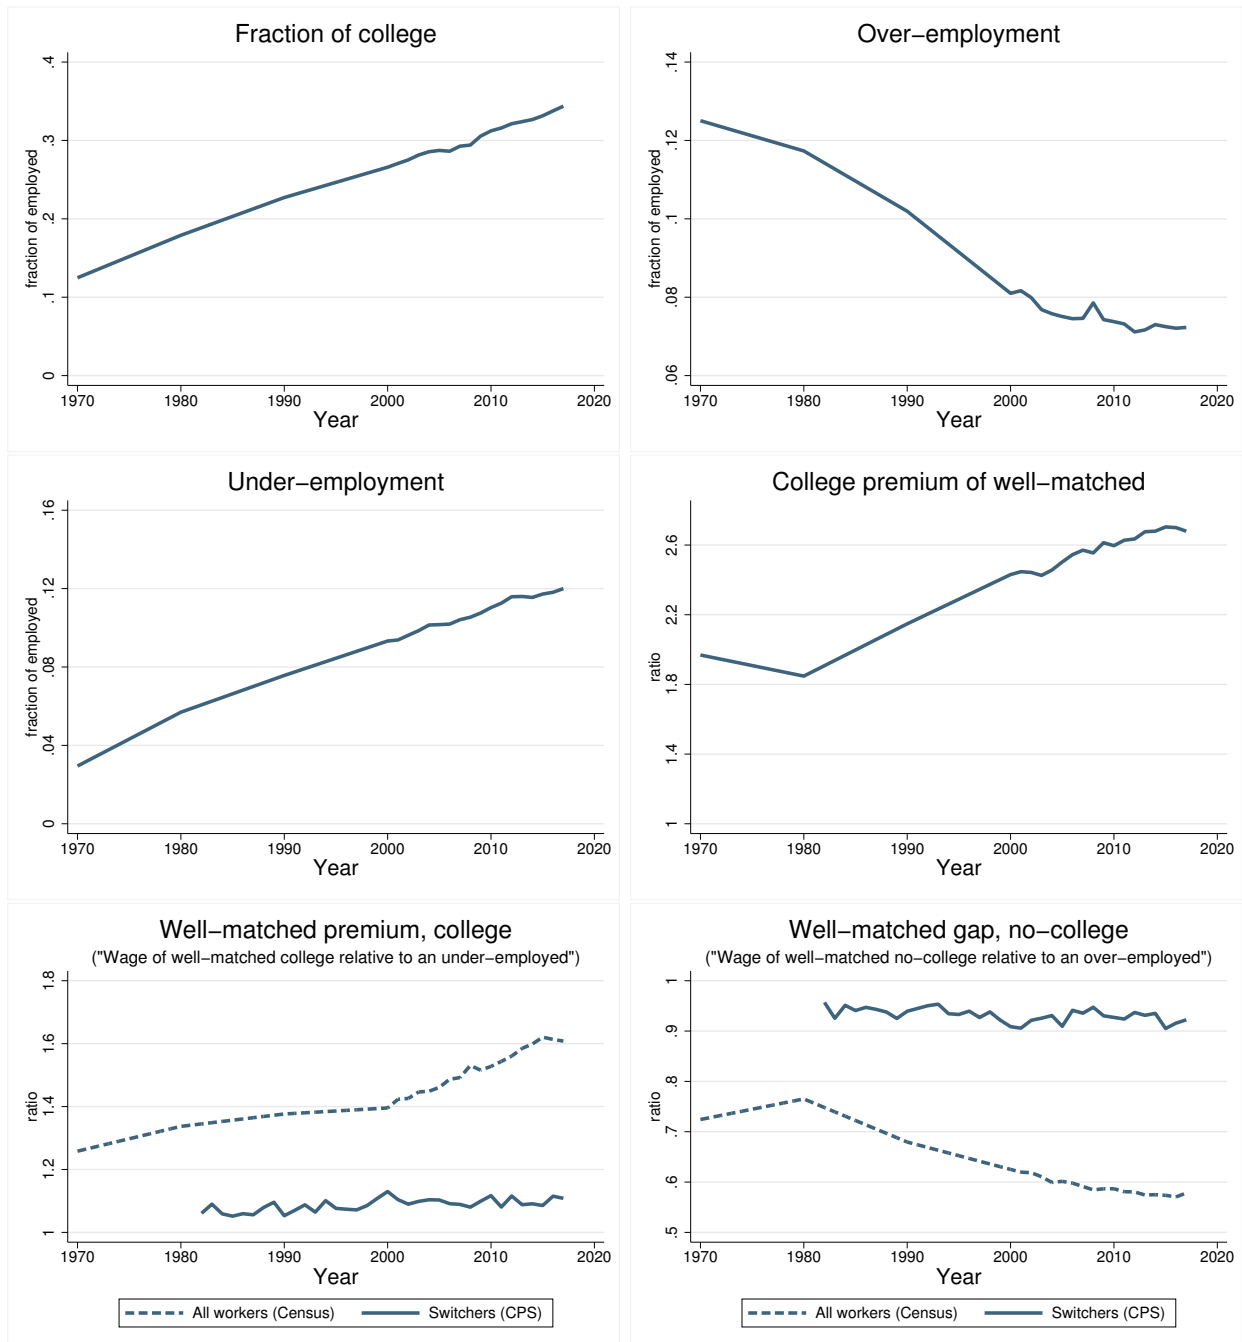 Fraction of college
fraction of employed
0 .1 .2 .3 .4
1970 1980 1990 2000 2010 2020
Year
Over−employment
fraction of employed
.06 .08 .1 .12 .14
1970 1980 1990 2000 2010 2020
Year
Under−employment
fraction of employed
0 .04 .08 .12 .16
1970 1980 1990 2000 2010 2020
Year
College premium of well−matched
ratio
1 1.4 1.8 2.2 2.6
1970 1980 1990 2000 2010 2020
Year
Well−matched premium, college
("Wage of well−matched college relative to an under−employed")
ratio
1 1.2 1.4 1.6 1.8
1970 1980 1990 2000 2010 2020
Year
All workers (Census) Switchers (CPS)
Well−matched gap, no−college
("Wage of well−matched no−college relative to an over−employed")
ratio
.5 .6 .7 .8 .9 1
1970 1980 1990 2000 2010 2020
Year
All workers (Census) Switchers (CPS)